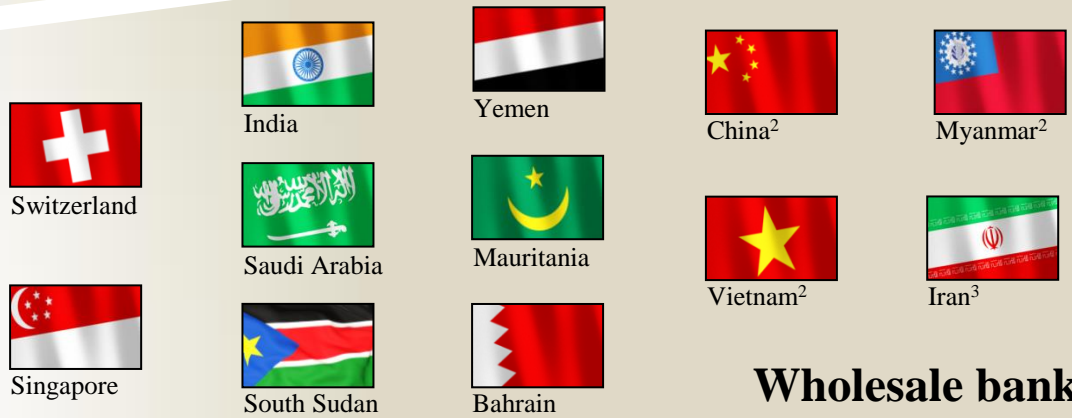 Switzerland
Singapore
India
Saudi Arabia
South Sudan
Yemen
Mauritania
Bahrain
China²
Vietnam²
Myanmar²
Iran³
Wholesale bank